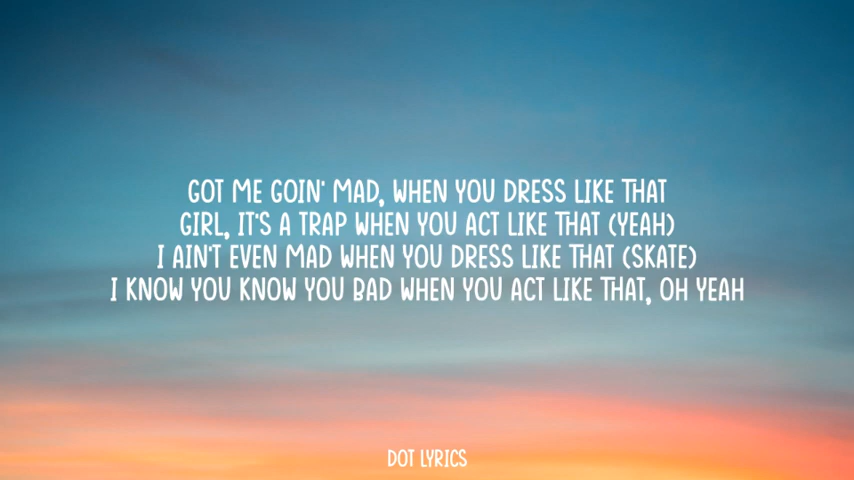 GOT ME GOIN' MAD, WHEN YOU DRESS LIKE THAT
GIRL, IT'S A TRAP WHEN YOU ACT LIKE THAT (YEAH)
I AIN'T EVEN MAD WHEN YOU DRESS LIKE THAT (SKATE)
I KNOW YOU KNOW YOU BAD WHEN YOU ACT LIKE THAT, OH YEAH
DOT LYRICS